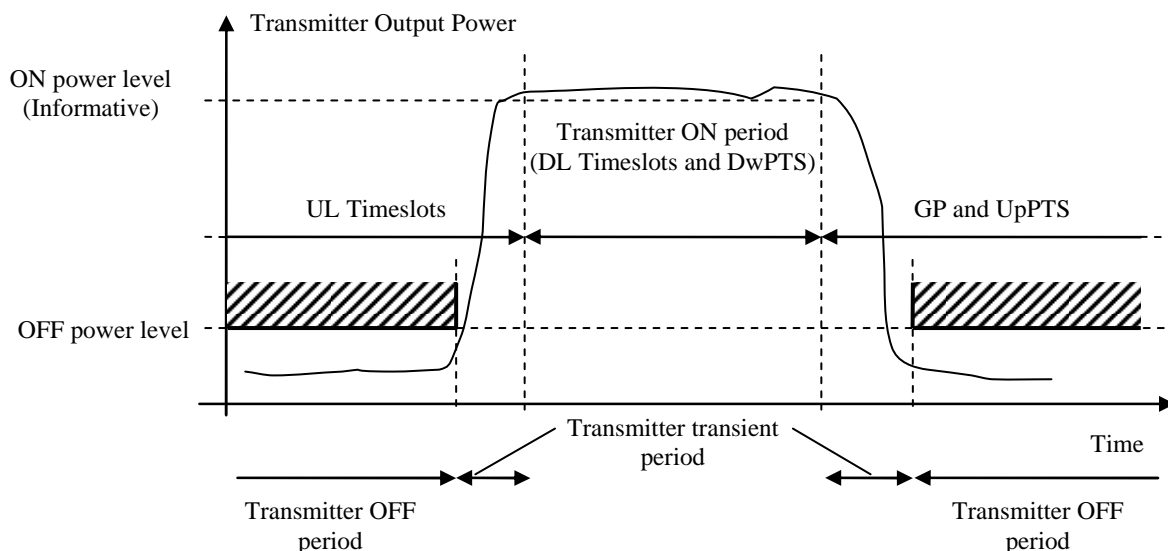 Transmitter Output Power
ON power level
(Informative)
Transmitter ON period
(DL Timeslots and DwPTS)
UL Timeslots
GP and UpPTS
OFF power level
Transmitter transient
period
Time
Transmitter OFF
period
Transmitter OFF
period